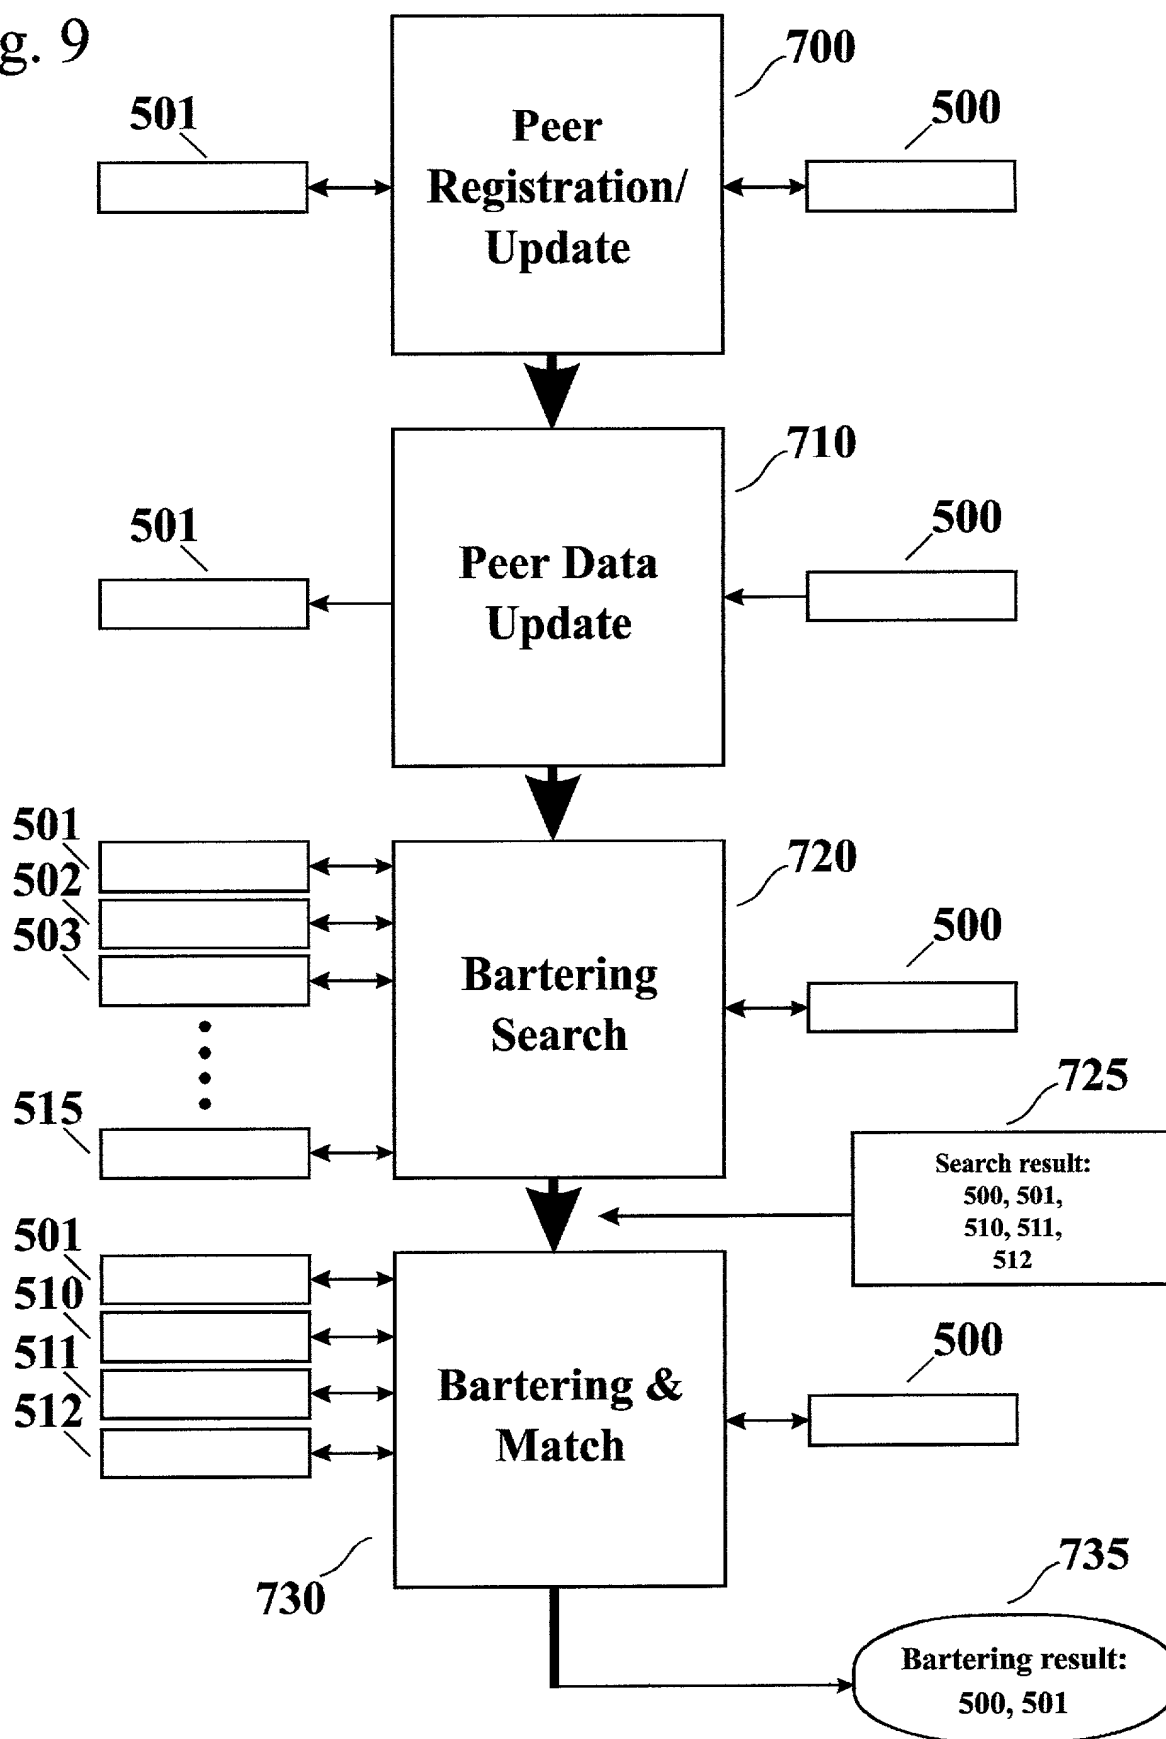 g. 9
700
501
500
Peer
Registration/
Update
710
501
500
Peer Data
Update
501
502
503
720
500
Bartering
Search
515
725
Search result:
500, 501,
510, 511,
512
501
510
511
512
500
Bartering &
Match
730
735
Bartering result:
500, 501